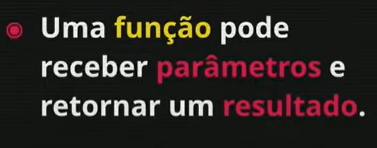 Uma função pode
receber parâmetros e
retornar um resultado.